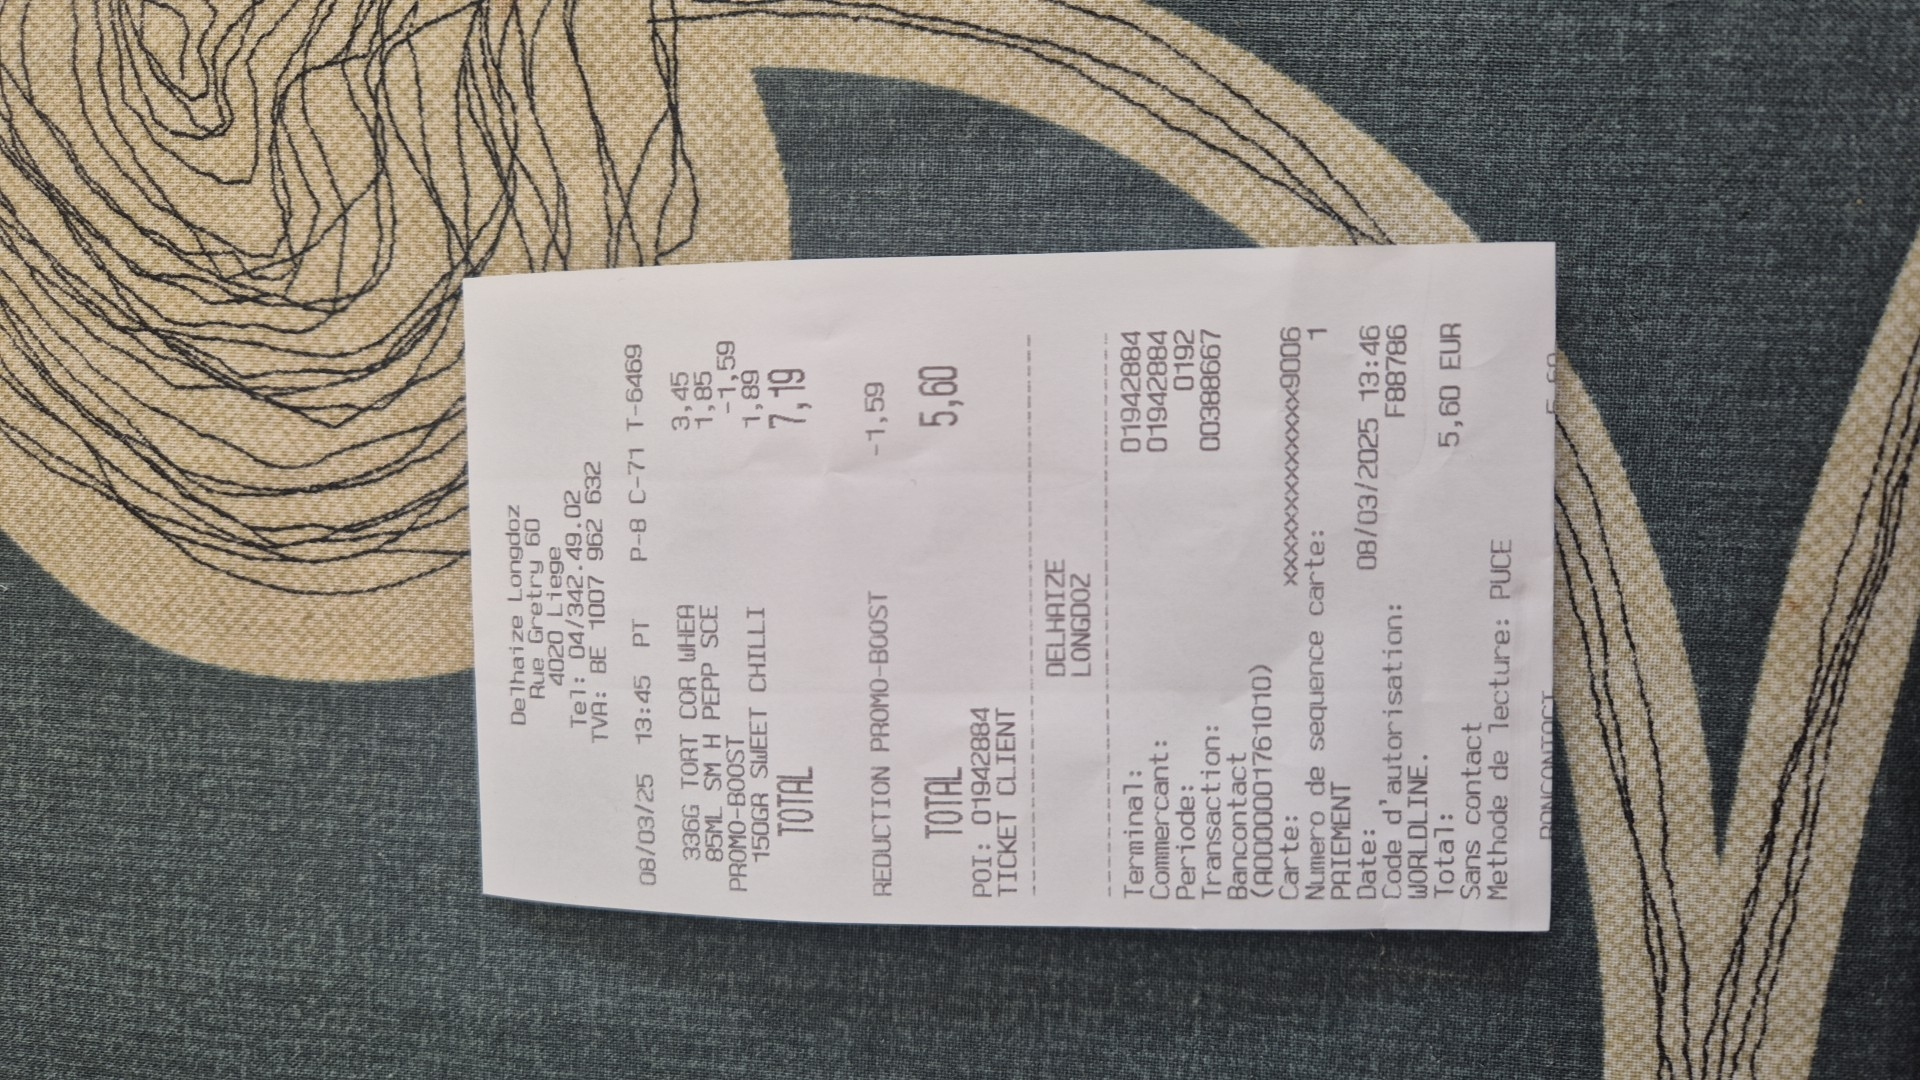 Delhaize Longdoz
Rue Gretry 60
4020 Liege
Tel: 04/342.49.02
TVA: BE 1007 962 632
08/03/25 13:45 PT P-8 C-71 T-6469
336G TORT COR WHEA 3,45
85ML SM H PEPP SCE 1,85
PROMO-BOOST -1,59
150GR SWEET CHILLI 1,89
TOTAL 7,19
REDUCTION PROMO-BOOST -1,59
TOTAL 5,60
POI: 01942884
TICKET CLIENT
DELHAIZE
LONGDOZ
Terminal: 01942884
Commercant: 01942884
Periode: 0192
Transaction: 00388667
Bancontact
(A0000001761010)
Carte: xxxxxxxxxxxxxxx9006
Numero de sequence carte: 1
PAIEMENT
Date: 08/03/2025 13:46
Code d'autorisation: F88786
WORLDLINE.
Total: 5,60 EUR
Sans contact
Methode de lecture: PUCE